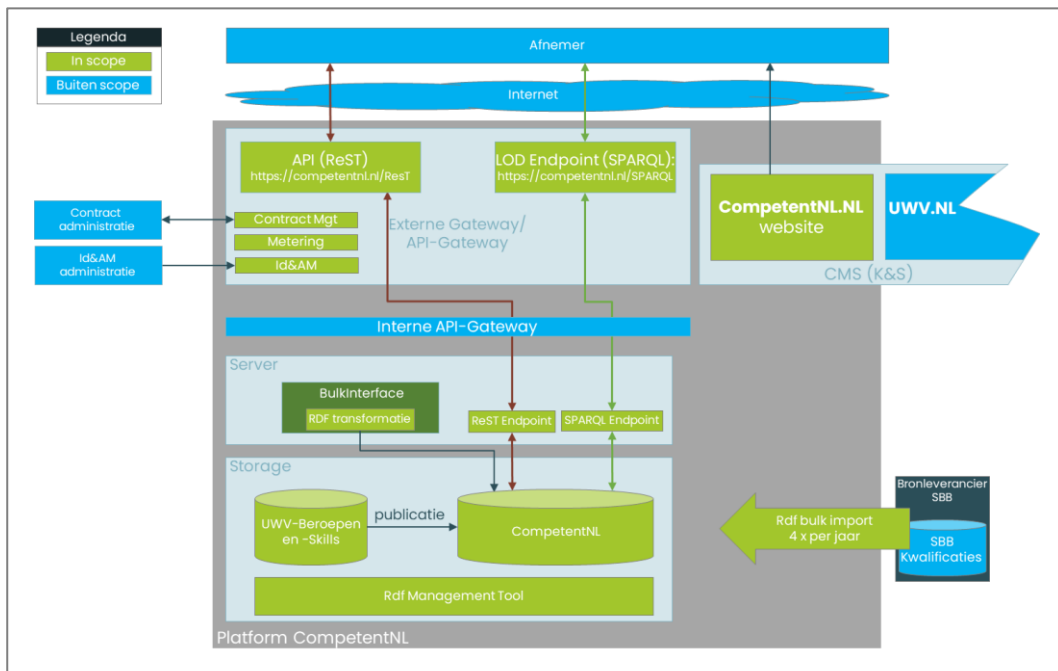 Legenda
In scope
Buiten scope
Afnemer
Internet
API (ReST)
https://competentnl.nl/ResT
LOD Endpoint (SPARQL):
https://competentnl.nl/SPARQL
Contract Mgt
Metering
Id&AM
Externe Gateway/
API-Gateway
Contract
administratie
Id&AM
administratie
CompetentNL.NL
website
UWV.NL
CMS (K&S)
Interne API-Gateway
Server
BulkInterface
RDF transformatie
ReST Endpoint
SPARQL Endpoint
Storage
UWV-Beroepen
en -Skills
publicatie
CompetentNL
Rdf Management Tool
Platform CompetentNL
Rdf bulk import
4 x per jaar
Bronleverancier
SBB
SBB
Kwalificaties